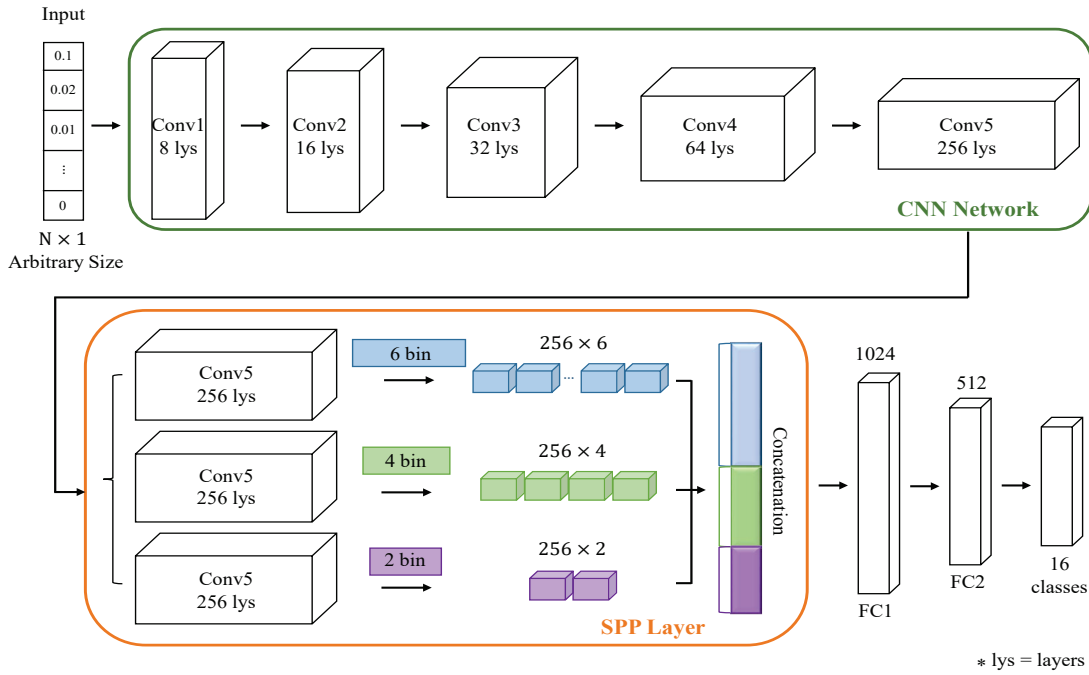 Input
0.1
0.02
0.01
⋮
0
N × 1
Arbitrary Size
Conv1
8 lys
Conv2
16 lys
Conv3
32 lys
Conv4
64 lys
Conv5
256 lys
CNN Network
Conv5
256 lys
6 bin
256 × 6
...
Conv5
256 lys
4 bin
256 × 4
Conv5
256 lys
2 bin
256 × 2
Concatenation
SPP Layer
1024
FC1
512
FC2
16
classes
* lys = layers